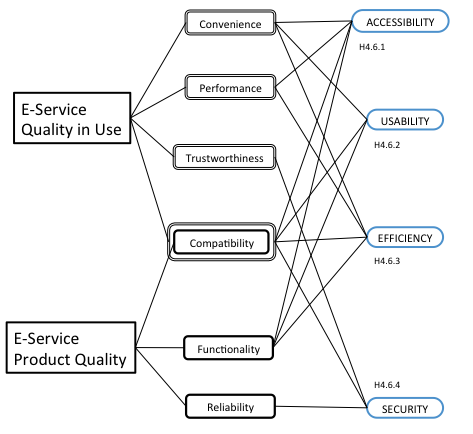 Convenience
ACCESSIBILITY
H4.6.1
Performance
E-Service
Quality in Use
USABILITY
H4.6.2
Trustworthiness
Compatibility
EFFICIENCY
H4.6.3
E-Service
Product Quality
Functionality
H4.6.4
Reliability
SECURITY